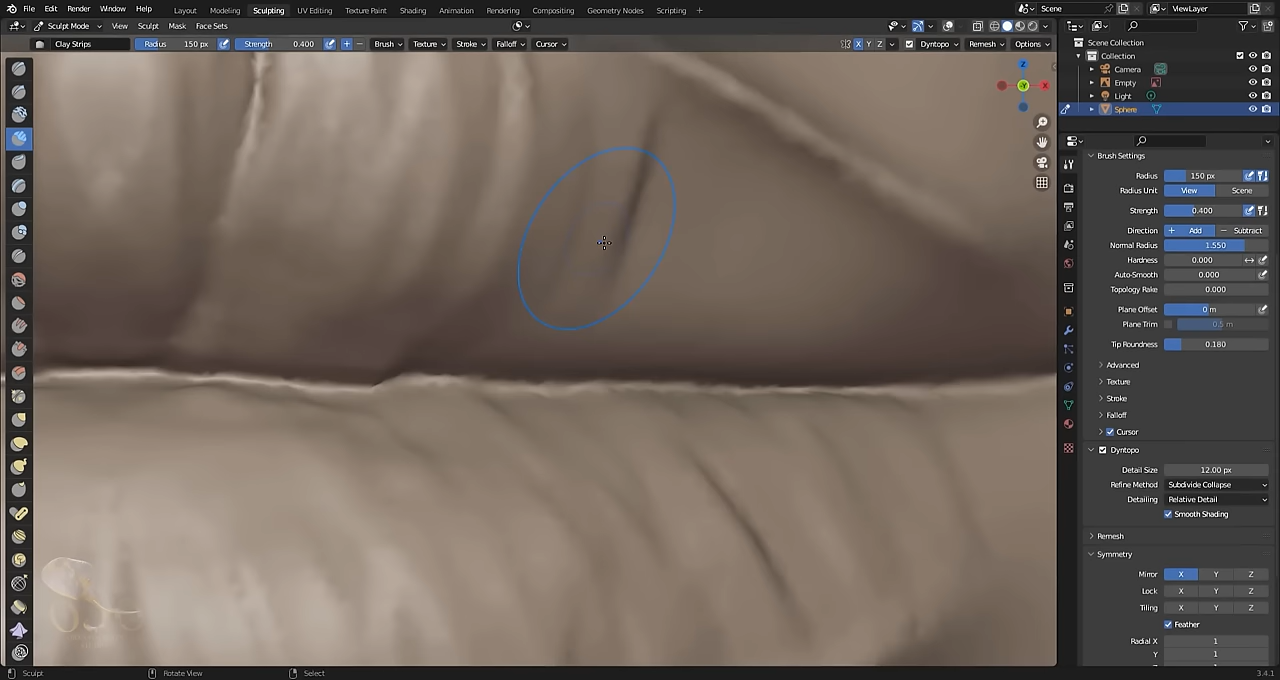 File Edit Render Window Help Layout Modeling Sculpting UV Editing Texture Paint Shading Animation Rendering Compositing Geometry Nodes Scripting Scene ViewLayer
Sculpt Mode View Sculpt Mask Face Sets
Clay Strips Radius 150 px Strength 0.400 Brush Texture Stroke Falloff Cursor X Y Z Dyntopo Remesh Options
Scene Collection
Collection
Camera
Empty
Light
Sphere
Z
Y
X
Brush Settings
Radius 150 px
Radius Unit View Scene
Strength 0.400
Direction + Add − Subtract
Normal Radius 1.550
Hardness 0.000
Auto-Smooth 0.000
Topology Rake 0.000
Plane Offset 0 m
Plane Trim 0.5 m
Tip Roundness 0.180
Advanced
Texture
Stroke
Falloff
Cursor
Dyntopo
Detail Size 12.00 px
Refine Method Subdivide Collapse
Detailing Relative Detail
Smooth Shading
Remesh
Symmetry
Mirror X Y Z
Lock X Y Z
Tiling X Y Z
Feather
Radial X 1
Y 1
Sculpt Rotate View Select 3.4.1